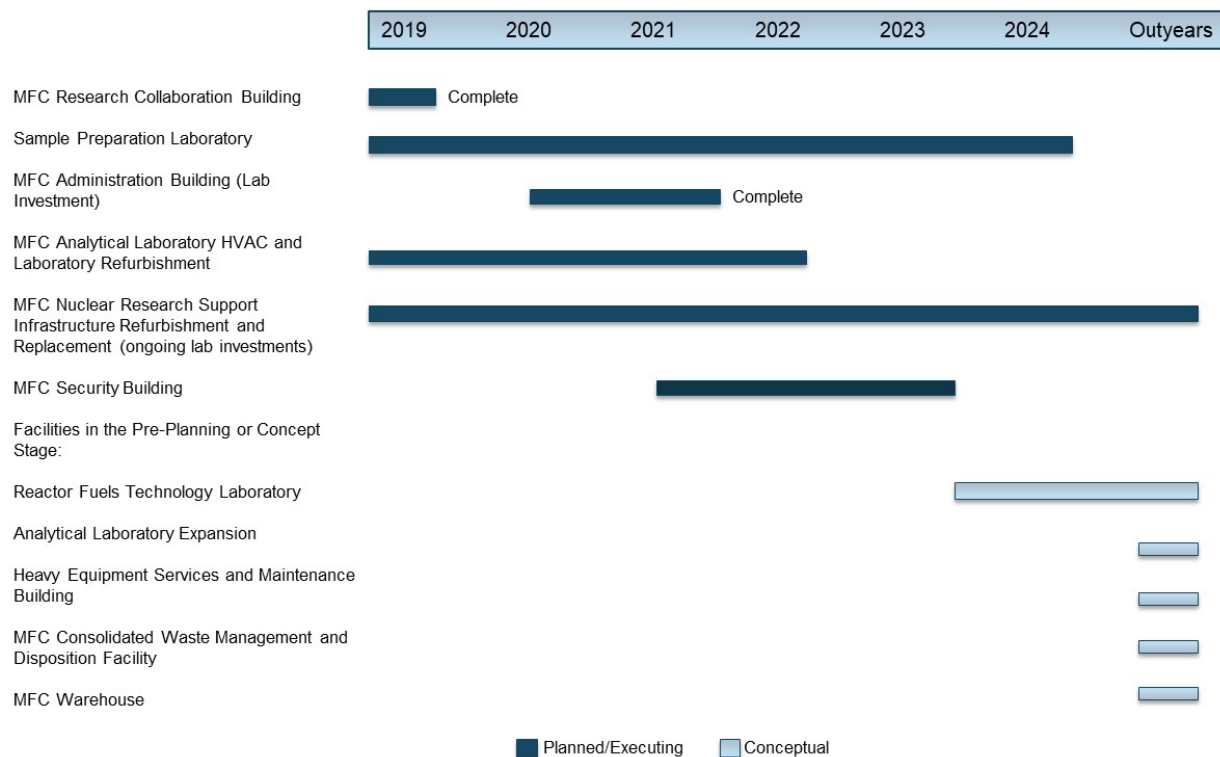 2019 2020 2021 2022 2023 2024 Outyears
MFC Research Collaboration Building
Complete
Sample Preparation Laboratory
MFC Administration Building (Lab
Investment)
Complete
MFC Analytical Laboratory HVAC and
Laboratory Refurbishment
MFC Nuclear Research Support
Infrastructure Refurbishment and
Replacement (ongoing lab investments)
MFC Security Building
Facilities in the Pre-Planning or Concept
Stage:
Reactor Fuels Technology Laboratory
Analytical Laboratory Expansion
Heavy Equipment Services and Maintenance
Building
MFC Consolidated Waste Management and
Disposition Facility
MFC Warehouse
Planned/Executing Conceptual